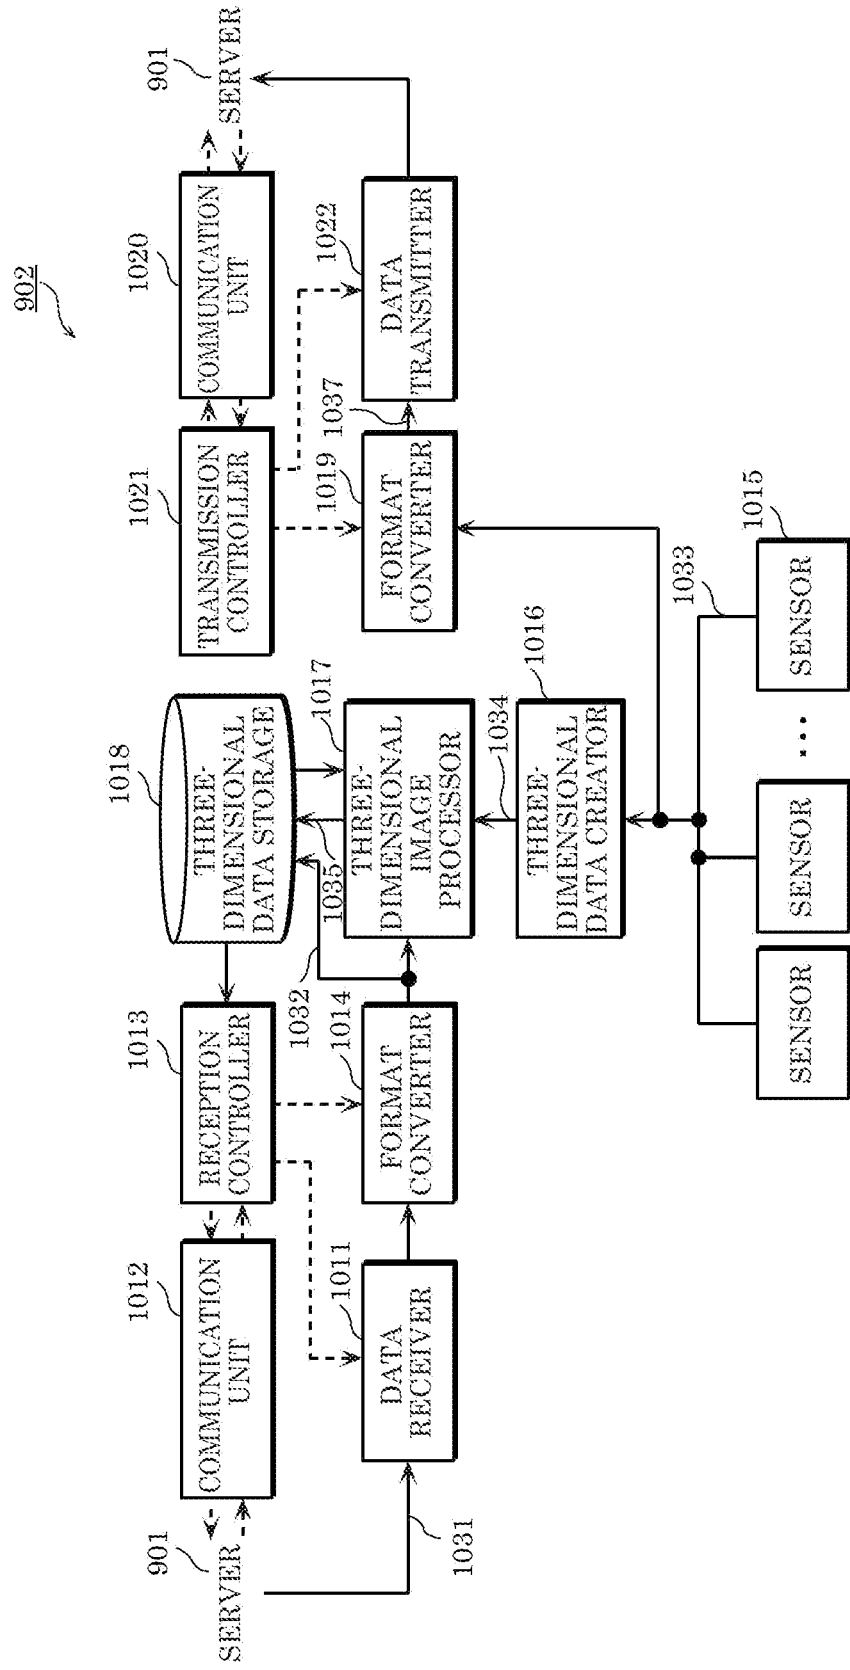 902
901
SERVER
1012
COMMUNICATION
UNIT
1013
RECEPTION
CONTROLLER
1018
THREE-
DIMENSIONAL
DATA STORAGE
1021
TRANSMISSION
CONTROLLER
1020
COMMUNICATION
UNIT
901
SERVER
1031
1011
DATA
RECEIVER
1014
FORMAT
CONVERTER
1032
1035
1017
THREE-
DIMENSIONAL
IMAGE
PROCESSOR
1019
FORMAT
CONVERTER
1037
1022
DATA
TRANSMITTER
1034
1016
THREE-
DIMENSIONAL
DATA CREATOR
1033
1015
SENSOR
SENSOR
...
SENSOR